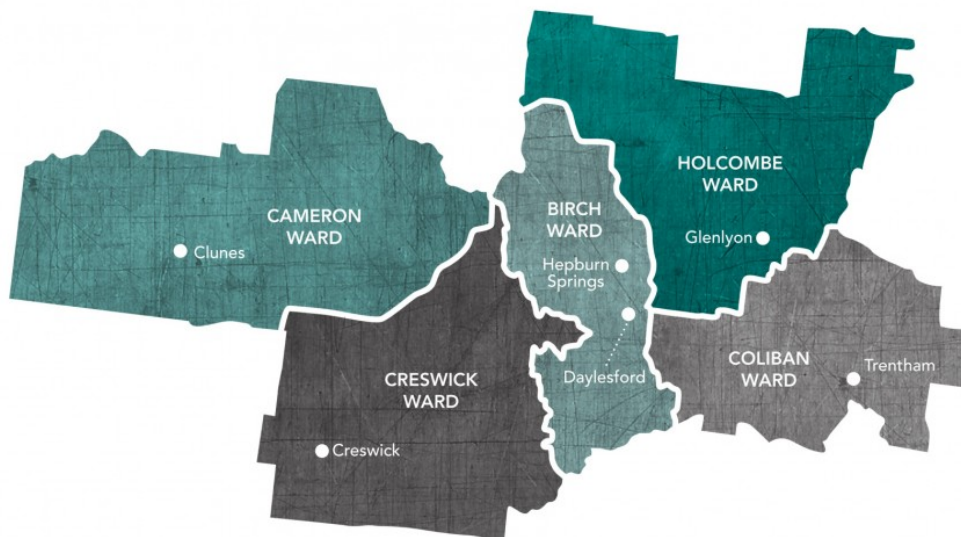 HOLCOMBE
WARD
CAMERON
WARD
BIRCH
WARD
Glenlyon
Clunes
Hepburn
Springs
COLIBAN
WARD
Trentham
CRESWICK
WARD
Daylesford
Creswick